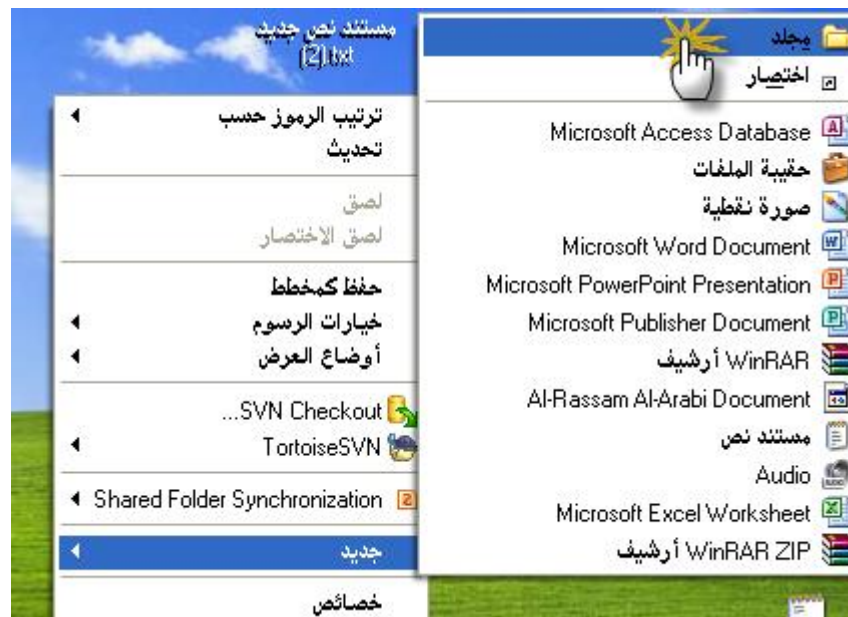 مستند نص جديد
(2).txt
ترتيب الرموز حسب
تحديث
لصق
لصق الاختصار
حفظ كمخطط
خيارات الرسوم
أوضاع العرض
SVN Checkout...
TortoiseSVN
Shared Folder Synchronization
جديد
خصائص
مجلد
اختصار
Microsoft Access Database
حقيبة الملفات
صورة نقطية
Microsoft Word Document
Microsoft PowerPoint Presentation
Microsoft Publisher Document
أرشيف WinRAR
Al-Rassam Al-Arabi Document
مستند نص
Audio
Microsoft Excel Worksheet
أرشيف WinRAR ZIP